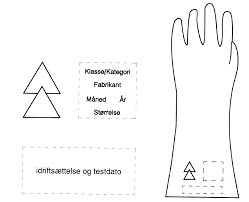 Klasse/Kategori
Fabrikant
Måned År
Størrelse
idriftsættelse og testdato